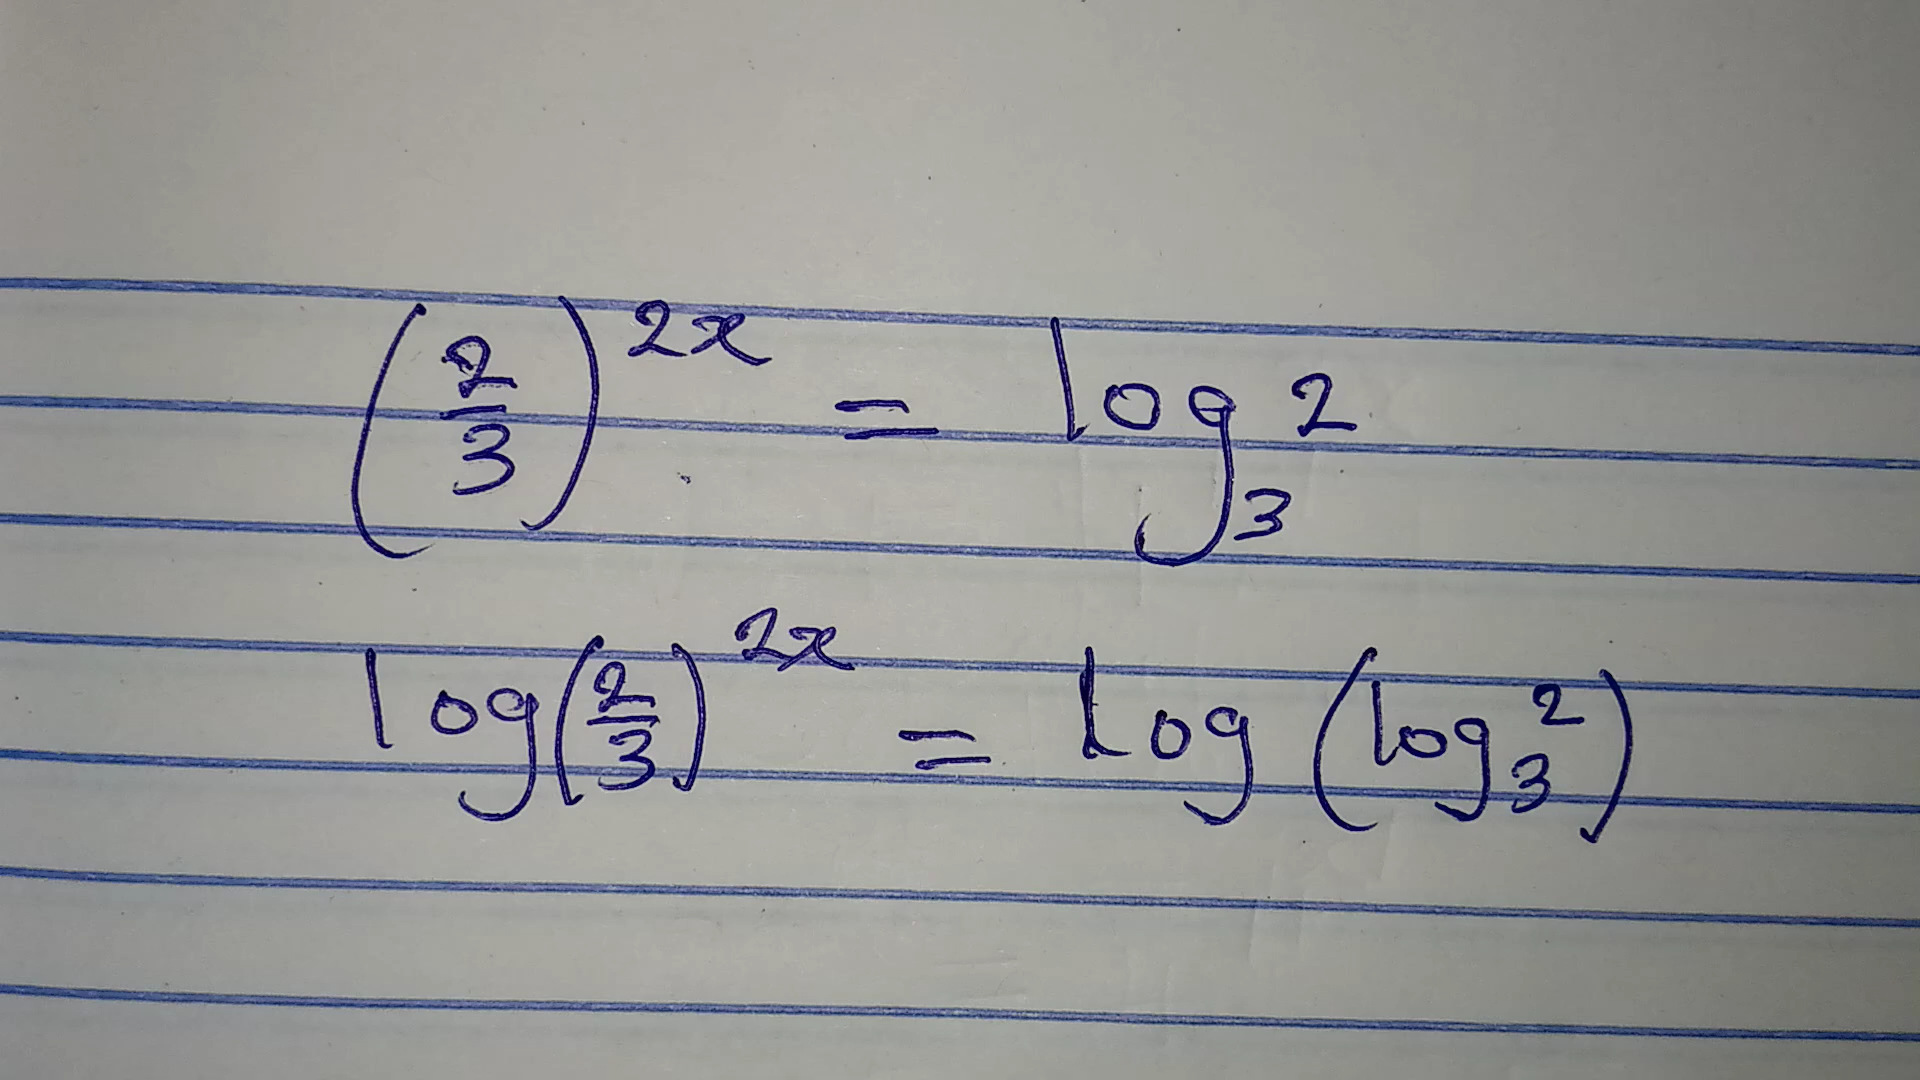 (2/3)^{2x} = log_3 2
log(2/3)^{2x} = log (log_3 2)